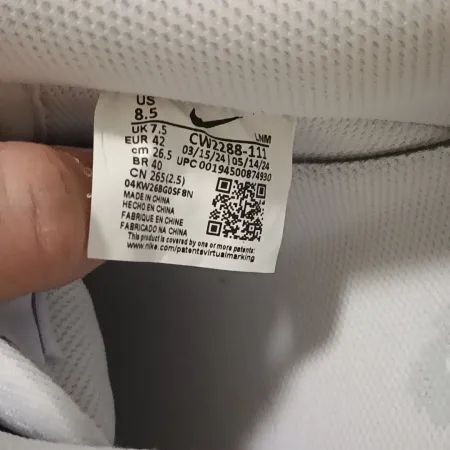 US
8.5
UK 7.5
EUR 42
cm 26.5
BR 40
CN 265(2.5)
LNM
CW2288-111
03/15/24 | 05/14/24
UPC 00194500874930
04KW26BG0SF8N
MADE IN CHINA
HECHO EN CHINA
FABRIQUE EN CHINE
FABRICADO NA CHINA
This product is covered by one or more patents:
www.nike.com/patentsvirtualmarking